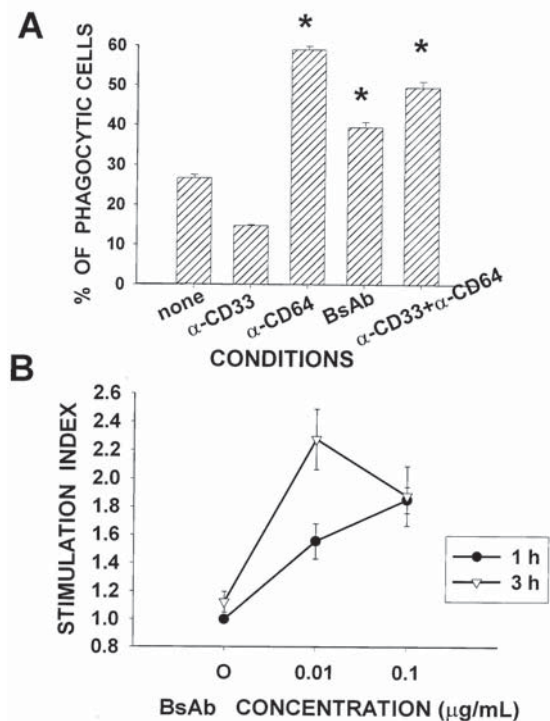 A
% OF PHAGOCYTIC CELLS
60
50
40
30
20
10
0
*
*
*
none
α-CD33
α-CD64
BsAb
α-CD33+α-CD64
CONDITIONS
B
STIMULATION INDEX
2.6
2.4
2.2
2.0
1.8
1.6
1.4
1.2
1.0
0.8
O
0.01
0.1
BsAb CONCENTRATION (μg/mL)
1 h
3 h